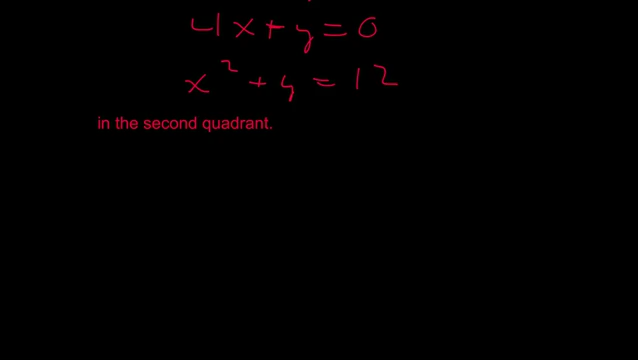 4x + y = 0
x² + y = 12
in the second quadrant.